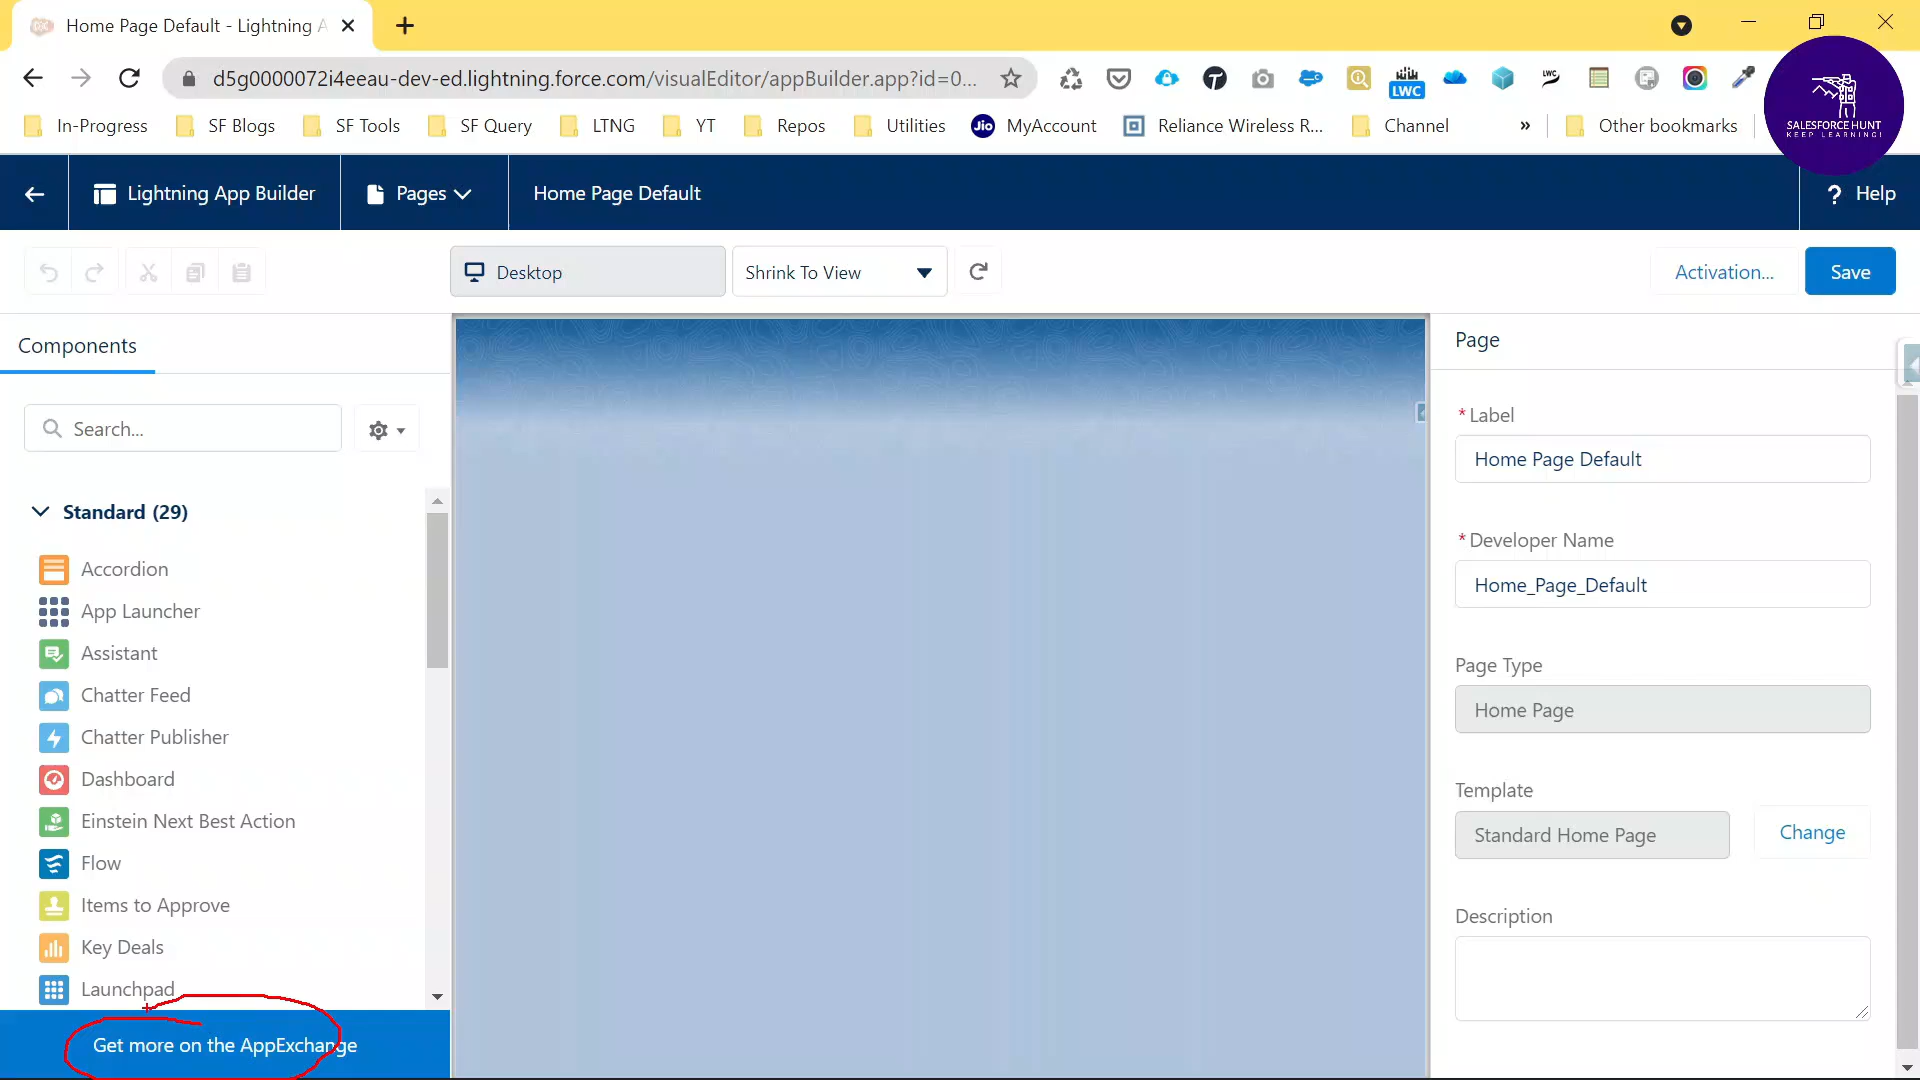 Home Page Default - Lightning A
d5g0000072i4eeau-dev-ed.lightning.force.com/visualEditor/appBuilder.app?id=0...
LWC
LWC
In-Progress
SF Blogs
SF Tools
SF Query
LTNG
YT
Repos
Utilities
Jio
MyAccount
Reliance Wireless R...
Channel
»
Other bookmarks
SALESFORCE HUNT
KEEP LEARNING!
Lightning App Builder
Pages
Home Page Default
? Help
Desktop
Shrink To View
Activation...
Save
Components
Search...
Standard (29)
Accordion
App Launcher
Assistant
Chatter Feed
Chatter Publisher
Dashboard
Einstein Next Best Action
Flow
Items to Approve
Key Deals
Launchpad
Get more on the AppExchange
Page
*Label
Home Page Default
*Developer Name
Home_Page_Default
Page Type
Home Page
Template
Standard Home Page
Change
Description